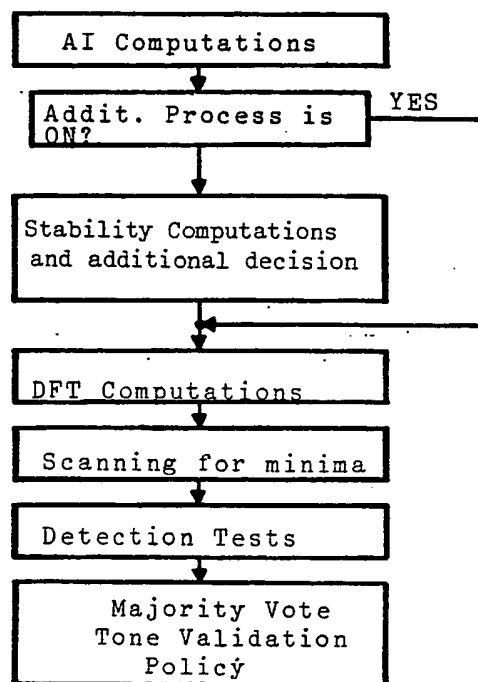 AI Computations
Addit. Process is
ON?
YES
Stability Computations
and additional decision
DFT Computations
Scanning for minima
Detection Tests
Majority Vote
Tone Validation
Policy